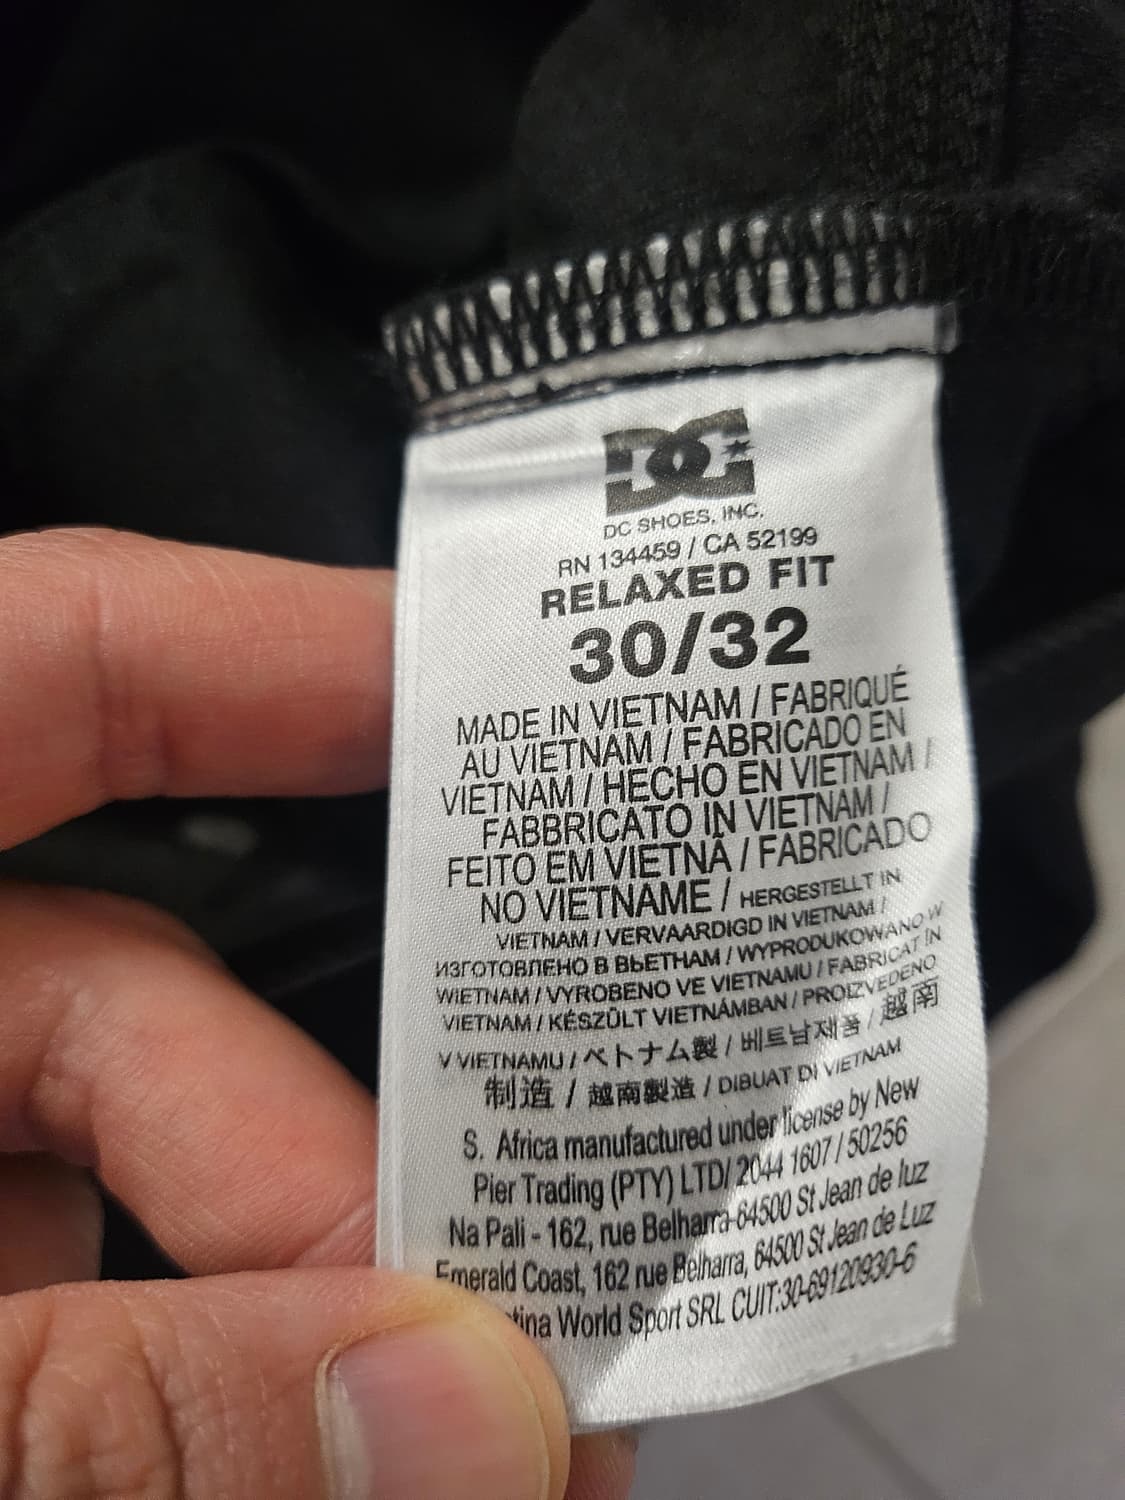 DC
DC SHOES, INC.
RN 134459 / CA 52199
RELAXED FIT
30/32
MADE IN VIETNAM / FABRIQUÉ
AU VIETNAM / FABRICADO EN
VIETNAM / HECHO EN VIETNAM /
FABBRICATO IN VIETNAM /
FEITO EM VIETNÃ / FABRICADO
NO VIETNAME / HERGESTELLT IN
VIETNAM / VERVAARDIGD IN VIETNAM /
ИЗГОТОВЛЕНО В ВЬЕТНАМ / WYPRODUKOWANO W
WIETNAM / VYROBENO VE VIETNAMU / FABRICAT IN
VIETNAM / KÉSZÜLT VIETNÁMBAN / PROIZVEDENO
V VIETNAMU / ベトナム製 / 베트남제품 / 越南
制造 / 越南製造 / DIBUAT DI VIETNAM
S. Africa manufactured under license by New
Pier Trading (PTY) LTD/ 2044 1607 / 50256
Na Pali - 162, rue Belharra-64500 St Jean de luz
Emerald Coast, 162 rue Belharra, 64500 St Jean de Luz
tina World Sport SRL CUIT:30-69120930-6